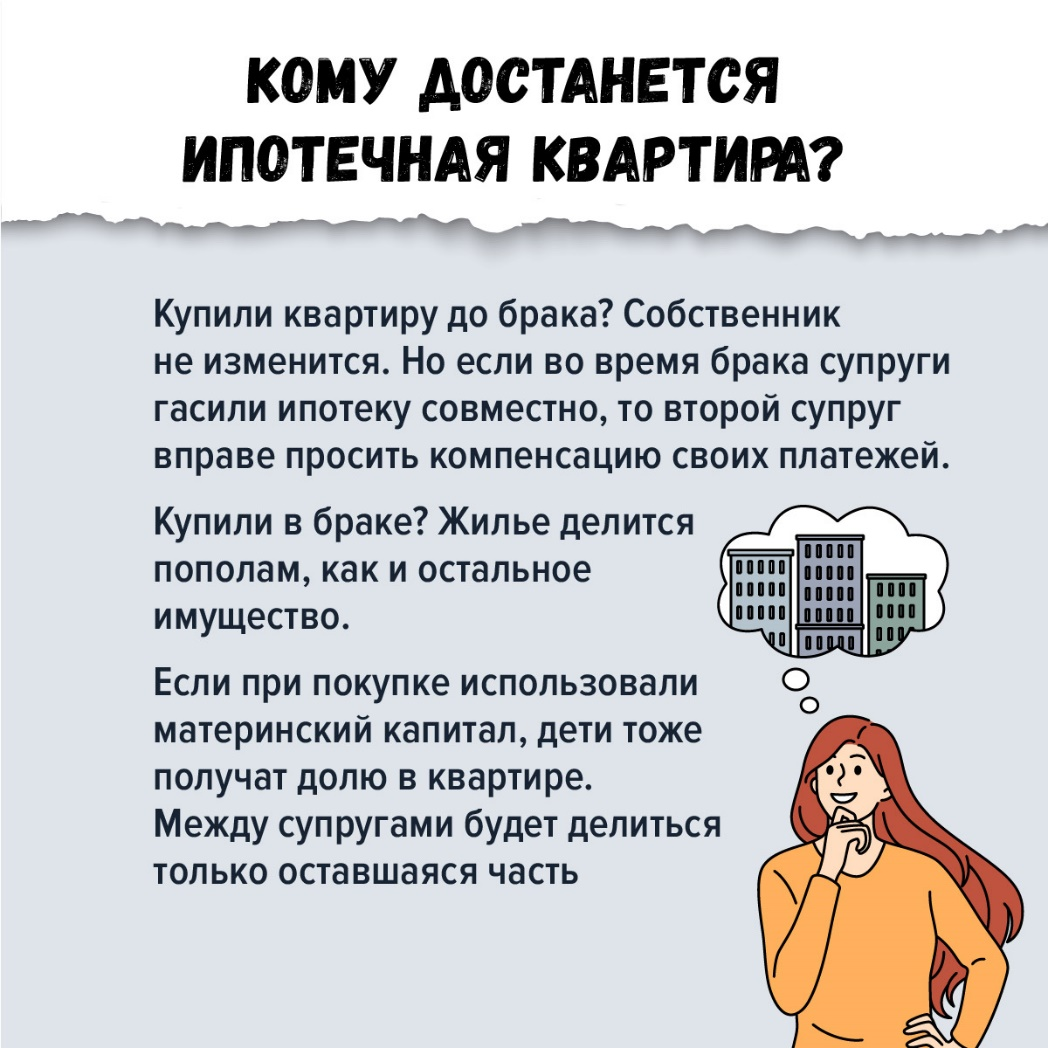 КОМУ ДОСТАНЕТСЯ
ИПОТЕЧНАЯ КВАРТИРА?
Купили квартиру до брака? Собственник
не изменится. Но если во время брака супруги
гасили ипотеку совместно, то второй супруг
вправе просить компенсацию своих платежей.
Купили в браке? Жилье делится
пополам, как и остальное
имущество.
Если при покупке использовали
материнский капитал, дети тоже
получат долю в квартире.
Между супругами будет делиться
только оставшаяся часть